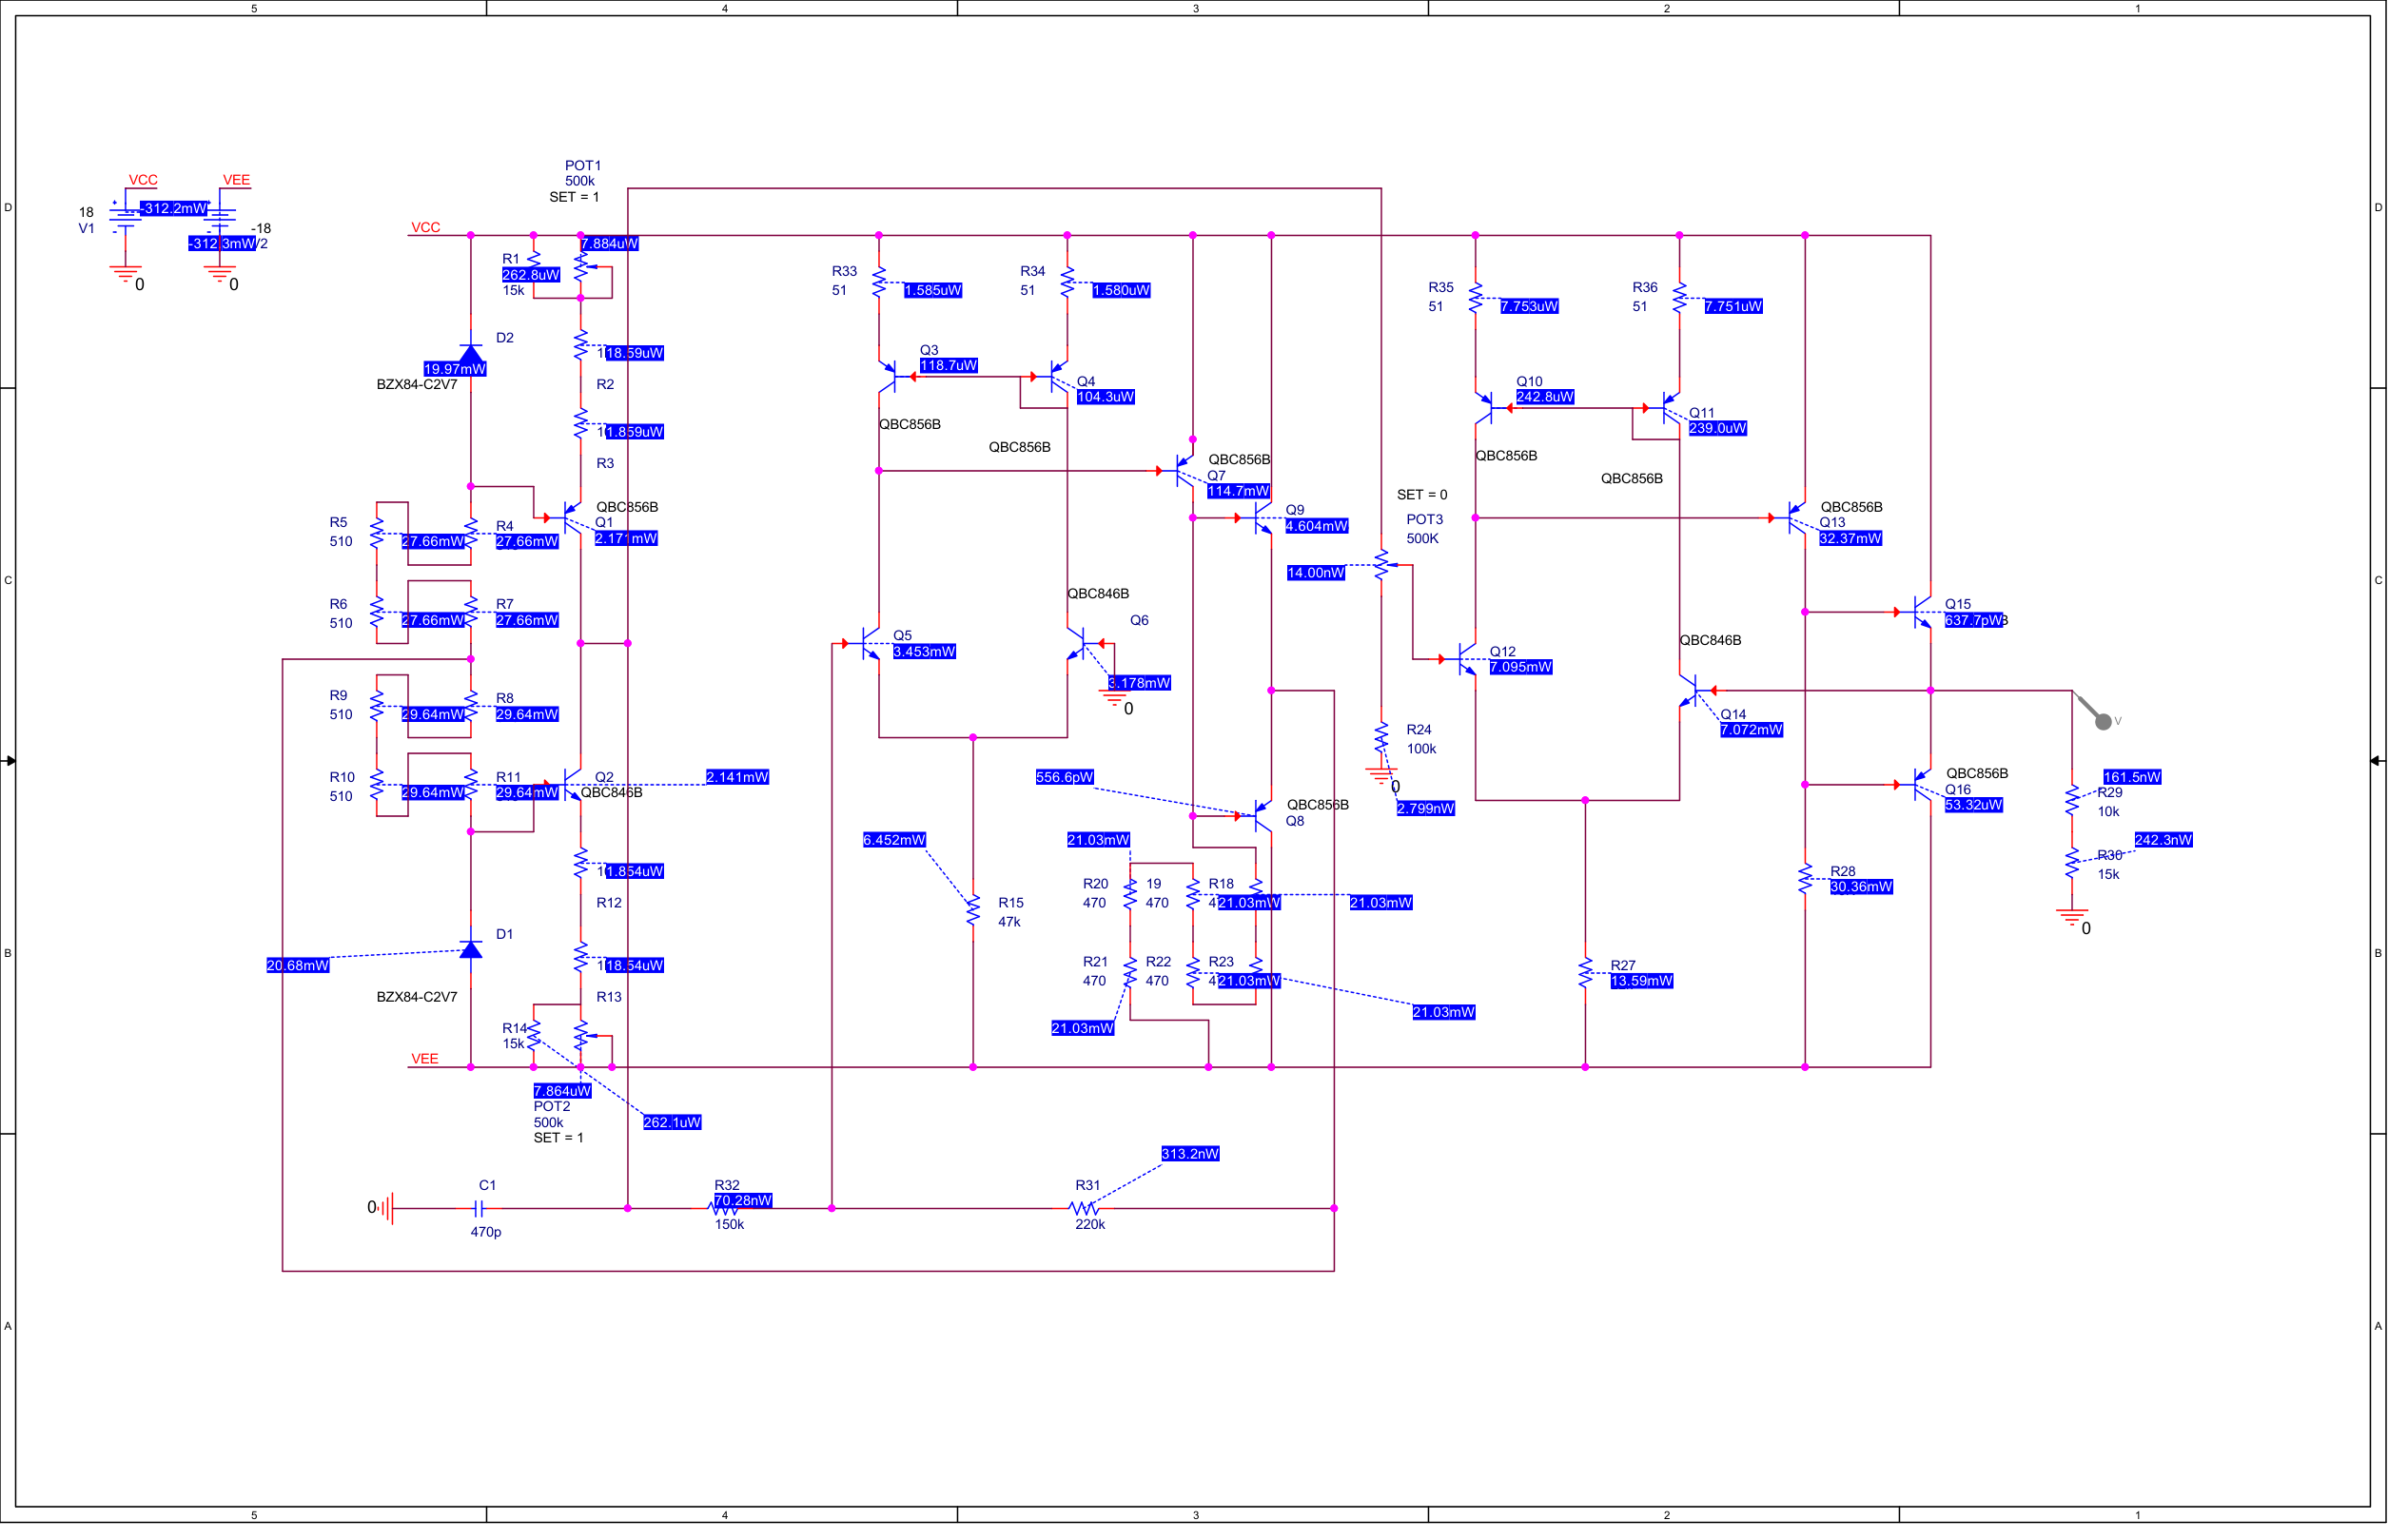 5
4
3
2
1
D
D
C
C
B
B
A
A
VCC
VEE
18
V1
-312.2mW
-18
-312.3mW
/2
0
0
POT1
500k
SET = 1
VCC
7.884uW
R1
262.8uW
15k
D2
19.97mW
BZX84-C2V7
118.59uW
R2
11.859uW
R3
R33
51
1.585uW
R34
51
1.580uW
Q3
118.7uW
QBC856B
Q4
104.3uW
QBC856B
R35
51
7.753uW
R36
51
7.751uW
Q10
242.8uW
QBC856B
Q11
239.0uW
QBC856B
QBC856B
Q7
114.7mW
Q9
4.604mW
SET = 0
POT3
500K
14.00nW
QBC856B
Q13
32.37mW
R5
510
27.66mW
R4
27.66mW
QBC856B
Q1
2.171mW
R6
510
27.66mW
R7
27.66mW
Q5
3.453mW
QBC846B
Q6
3.178mW
0
Q12
7.095mW
QBC846B
Q14
7.072mW
Q15
637.7pW
V
R9
510
29.64mW
R8
29.64mW
R10
510
29.64mW
R11
29.64mW
Q2
QBC846B
2.141mW
556.6pW
QBC856B
Q8
R24
100k
0
2.799nW
QBC856B
Q16
53.32uW
161.5nW
R29
10k
242.3nW
R30
15k
0
11.854uW
R12
6.452mW
R15
47k
21.03mW
R20
470
19
470
R18
21.03mW
21.03mW
R28
30.36mW
D1
20.68mW
BZX84-C2V7
118.54uW
R13
R21
470
R22
470
R23
21.03mW
21.03mW
21.03mW
R27
13.59mW
R14
15k
VEE
7.864uW
POT2
500k
SET = 1
262.1uW
0
C1
470p
R32
70.28nW
150k
313.2nW
R31
220k
5
4
3
2
1